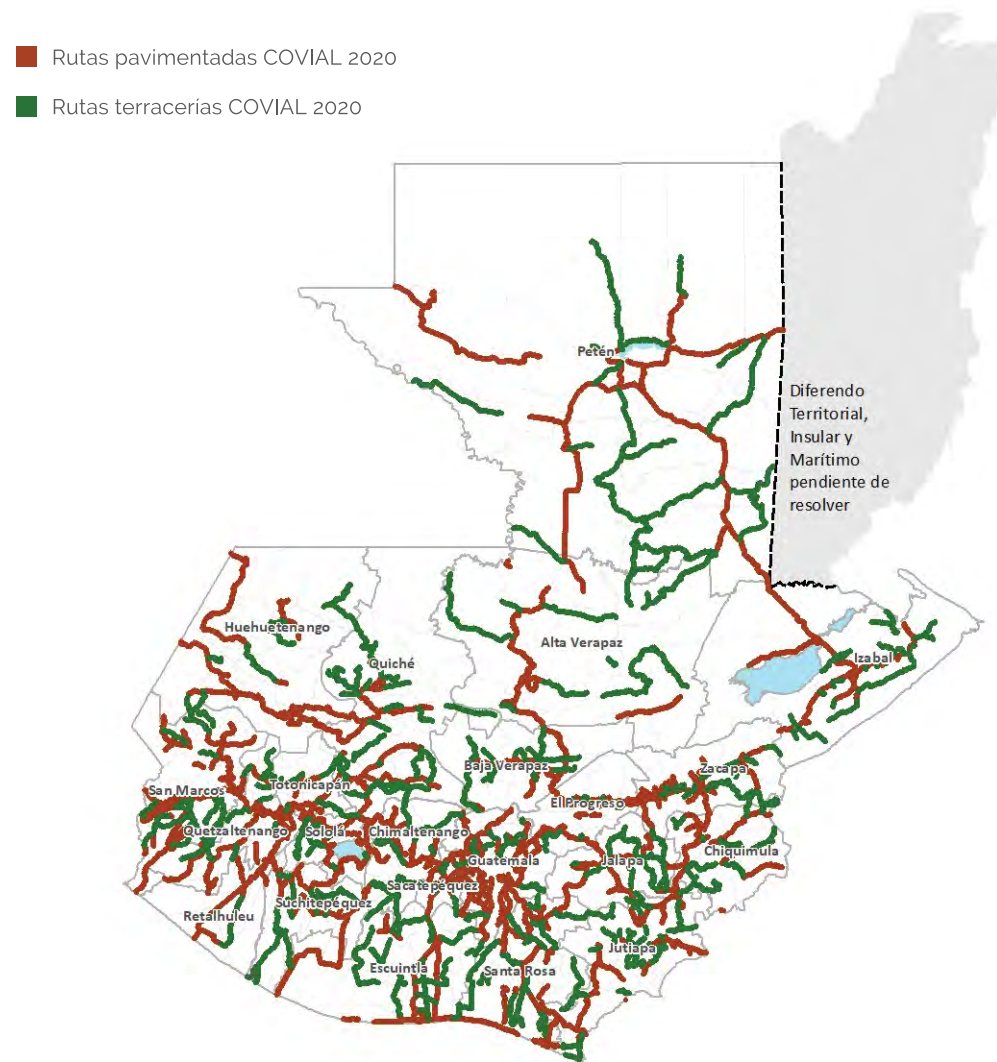 Rutas pavimentadas COVIAL 2020
Rutas terracerías COVIAL 2020
Petén
Diferendo
Territorial,
Insular y
Marítimo
pendiente de
resolver
Huehuetenango
Quiché
Alta Verapaz
Izabal
Baja Verapaz
Zacapa
San Marcos
Totonicapán
El Progreso
Quetzaltenango
Sololá
Chimaltenango
Guatemala
Jalapa
Chiquimula
Sacatepéquez
Suchitepéquez
Retalhuleu
Jutiapa
Escuintla
Santa Rosa